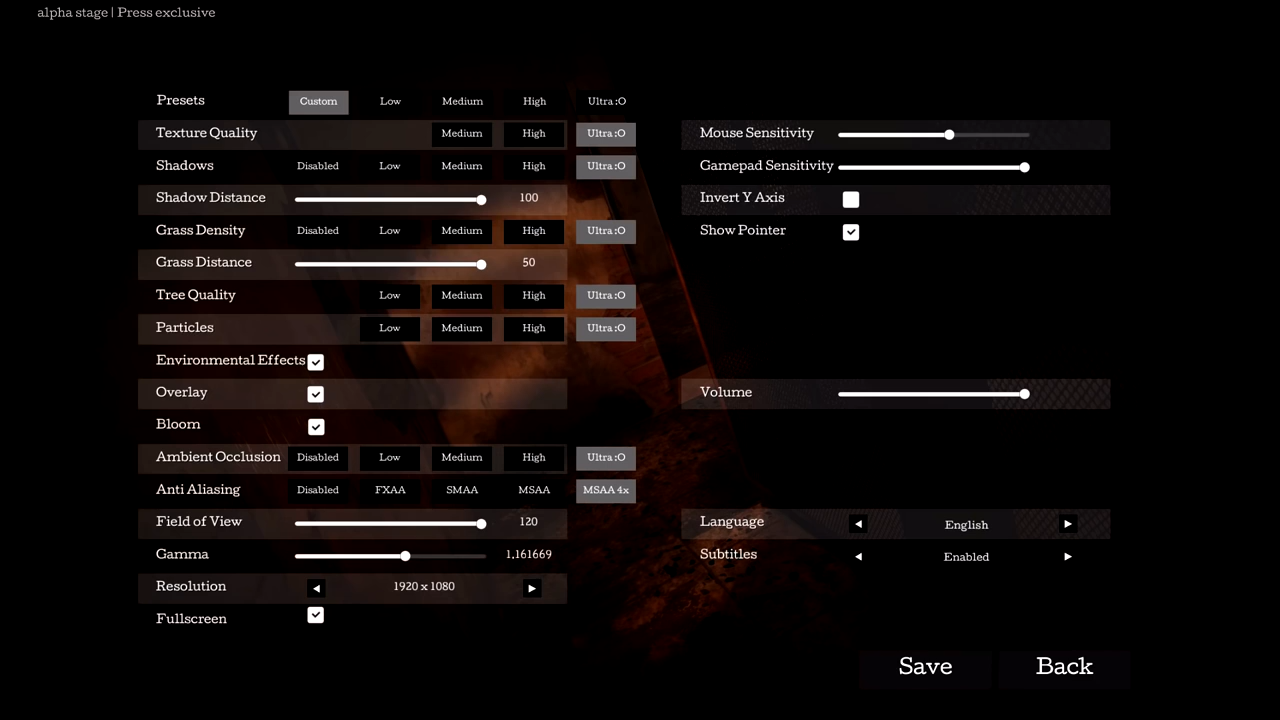 alpha stage | Press exclusive
Presets Custom Low Medium High Ultra :O
Texture Quality Medium High Ultra :O
Shadows Disabled Low Medium High Ultra :O
Shadow Distance 100
Grass Density Disabled Low Medium High Ultra :O
Grass Distance 50
Tree Quality Low Medium High Ultra :O
Particles Low Medium High Ultra :O
Environmental Effects
Overlay
Bloom
Ambient Occlusion Disabled Low Medium High Ultra :O
Anti Aliasing Disabled FXAA SMAA MSAA MSAA 4x
Field of View 120
Gamma 1,161669
Resolution 1920 x 1080
Fullscreen
Mouse Sensitivity
Gamepad Sensitivity
Invert Y Axis
Show Pointer
Volume
Language English
Subtitles Enabled
Save Back